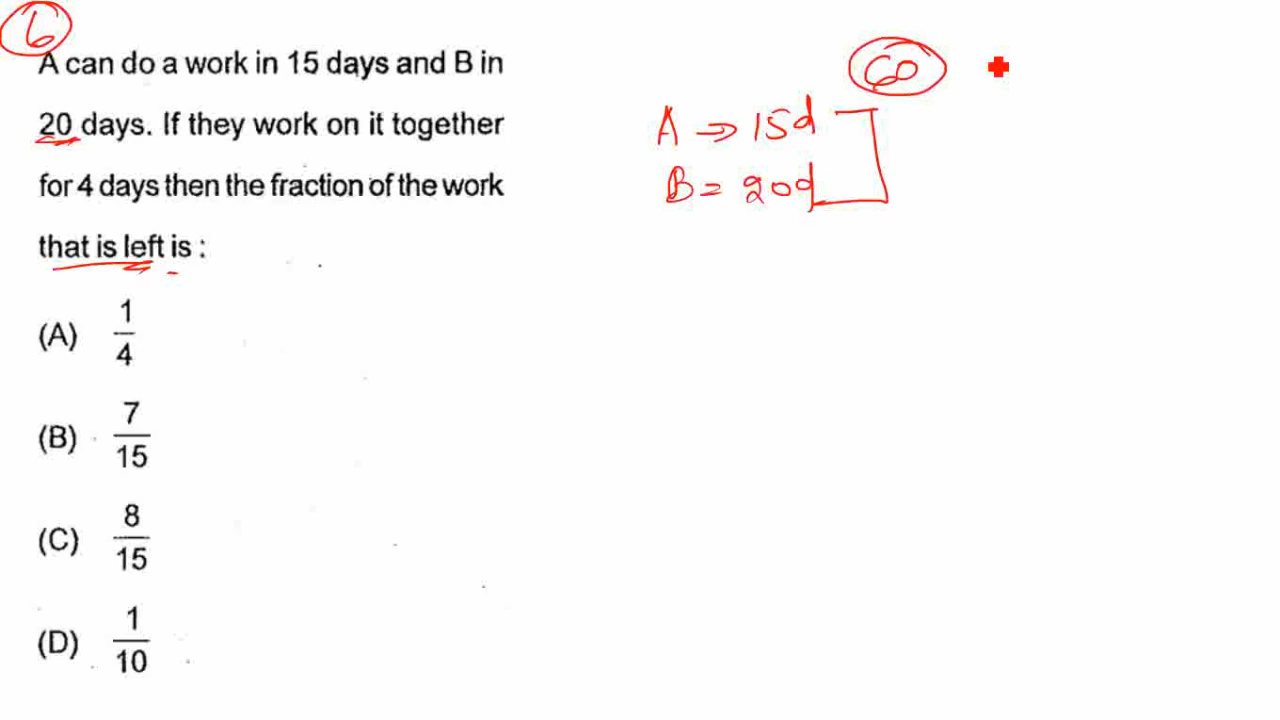 6
A can do a work in 15 days and B in
20 days. If they work on it together
for 4 days then the fraction of the work
that is left is :
(A) 1/4
(B) 7/15
(C) 8/15
(D) 1/10
60
A → 15d
B = 20d